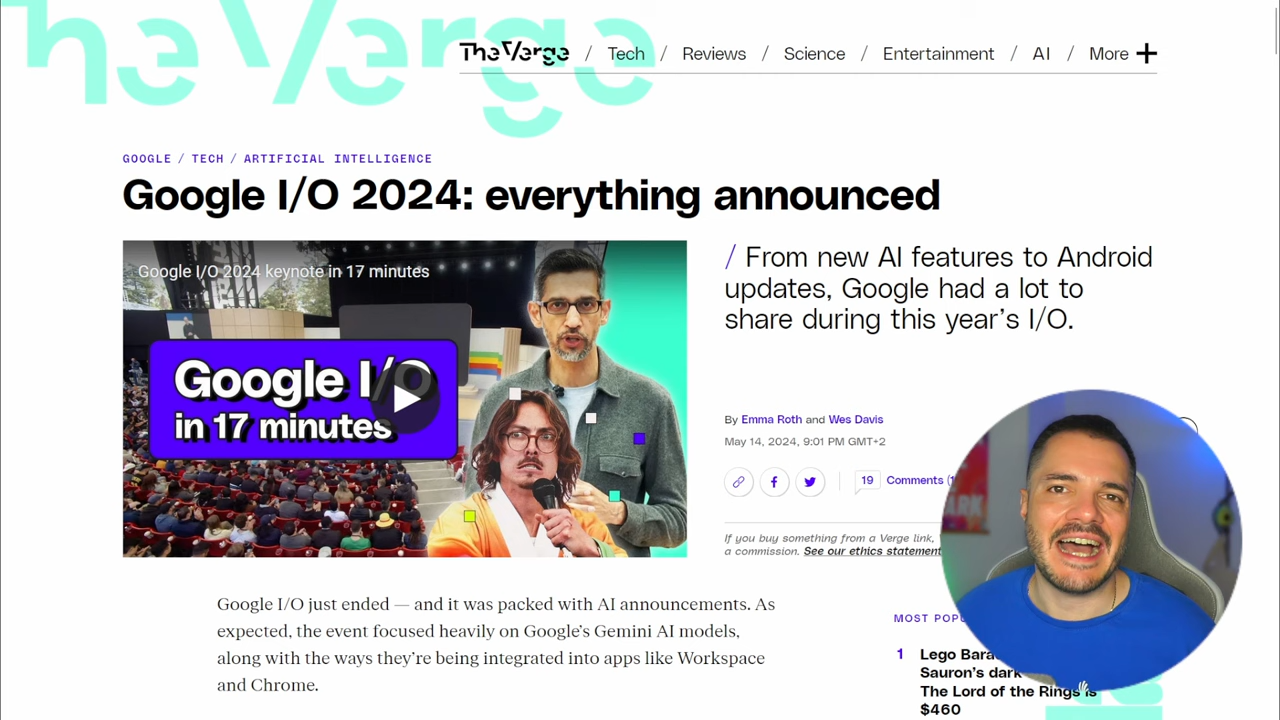 The Verge
The Verge / Tech / Reviews / Science / Entertainment / AI / More +
GOOGLE / TECH / ARTIFICIAL INTELLIGENCE
Google I/O 2024: everything announced
Google I/O 2024 keynote in 17 minutes
Google I/O
in 17 minutes
/ From new AI features to Android
updates, Google had a lot to
share during this year's I/O.
By Emma Roth and Wes Davis
May 14, 2024, 9:01 PM GMT+2
19 Comments
If you buy something from a Verge link,
a commission. See our ethics statement
Google I/O just ended — and it was packed with AI announcements. As
expected, the event focused heavily on Google's Gemini AI models,
along with the ways they're being integrated into apps like Workspace
and Chrome.
MOST
1 Lego
Sauron's dark
The Lord of the Rings is
$460